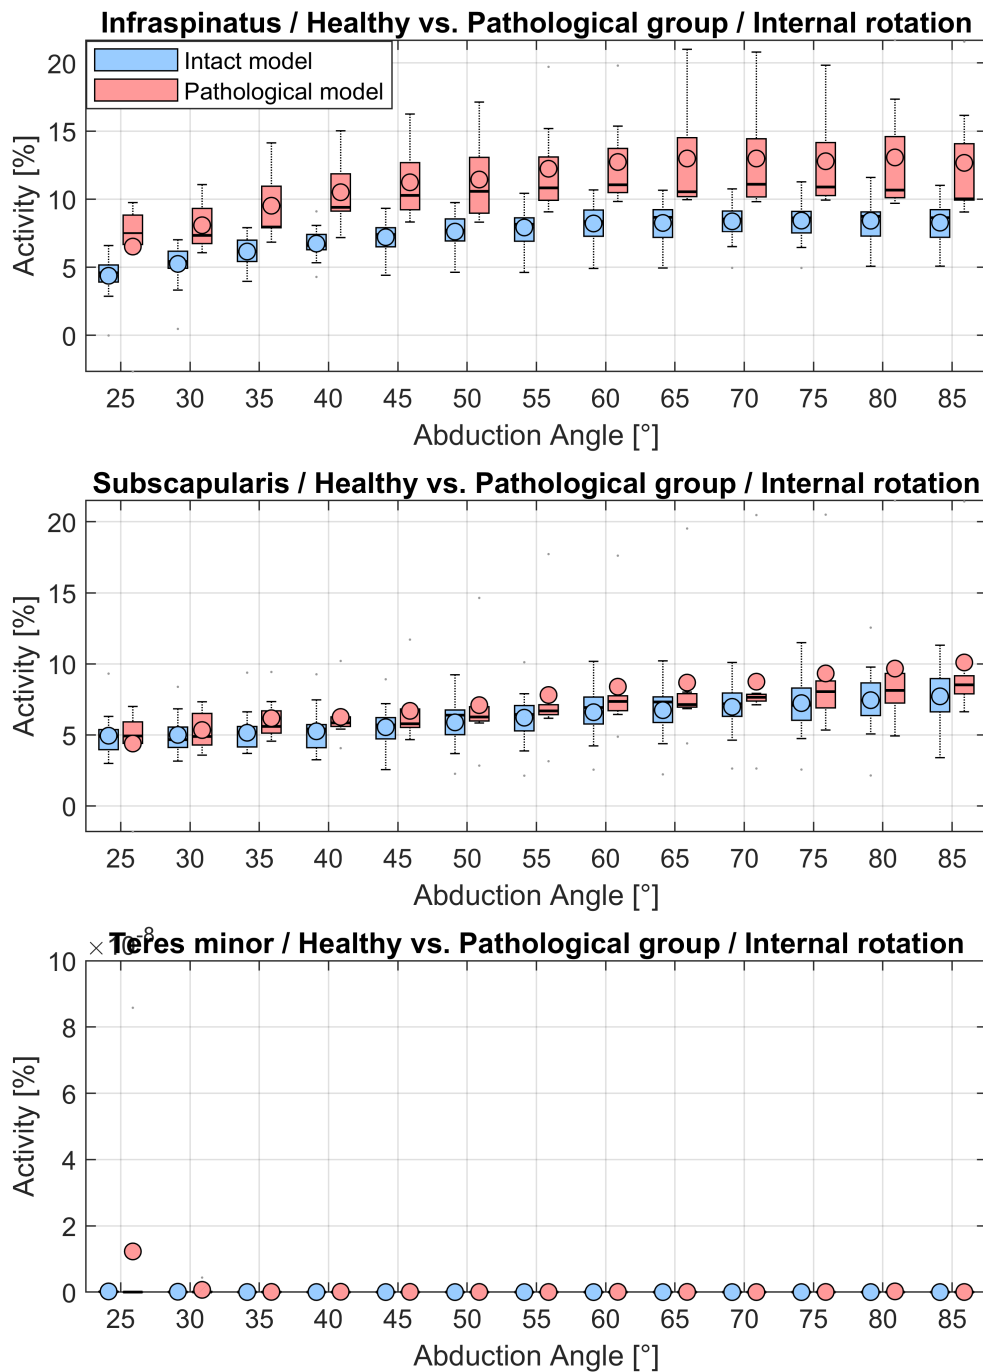 Infraspinatus / Healthy vs. Pathological group / Internal rotation
Intact model
Pathological model
20
15
10
5
0
Activity [%]
25 30 35 40 45 50 55 60 65 70 75 80 85
Abduction Angle [°]
Subscapularis / Healthy vs. Pathological group / Internal rotation
20
15
10
5
0
Activity [%]
25 30 35 40 45 50 55 60 65 70 75 80 85
Abduction Angle [°]
×10-8
Teres minor / Healthy vs. Pathological group / Internal rotation
10
8
6
4
2
0
Activity [%]
25 30 35 40 45 50 55 60 65 70 75 80 85
Abduction Angle [°]